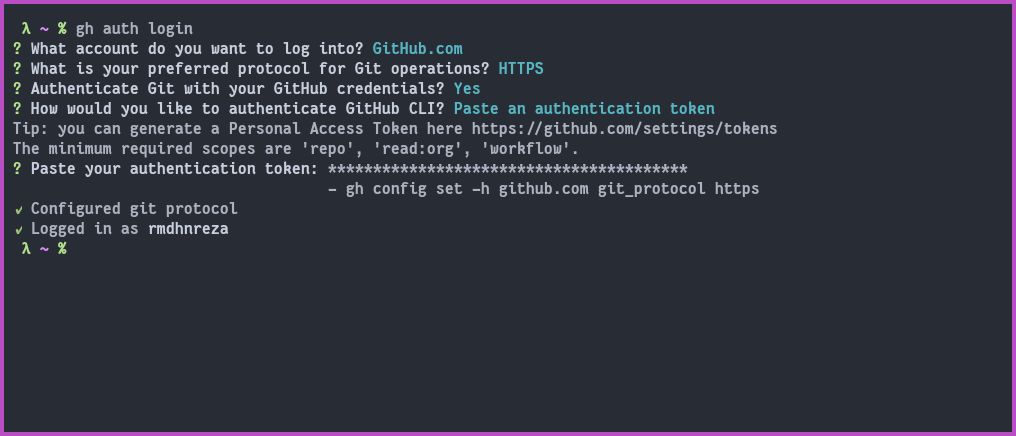 λ ~ % gh auth login
? What account do you want to log into? GitHub.com
? What is your preferred protocol for Git operations? HTTPS
? Authenticate Git with your GitHub credentials? Yes
? How would you like to authenticate GitHub CLI? Paste an authentication token
Tip: you can generate a Personal Access Token here https://github.com/settings/tokens
The minimum required scopes are 'repo', 'read:org', 'workflow'.
? Paste your authentication token: ****************************************
- gh config set -h github.com git_protocol https
✓ Configured git protocol
✓ Logged in as rmdhnreza
λ ~ %